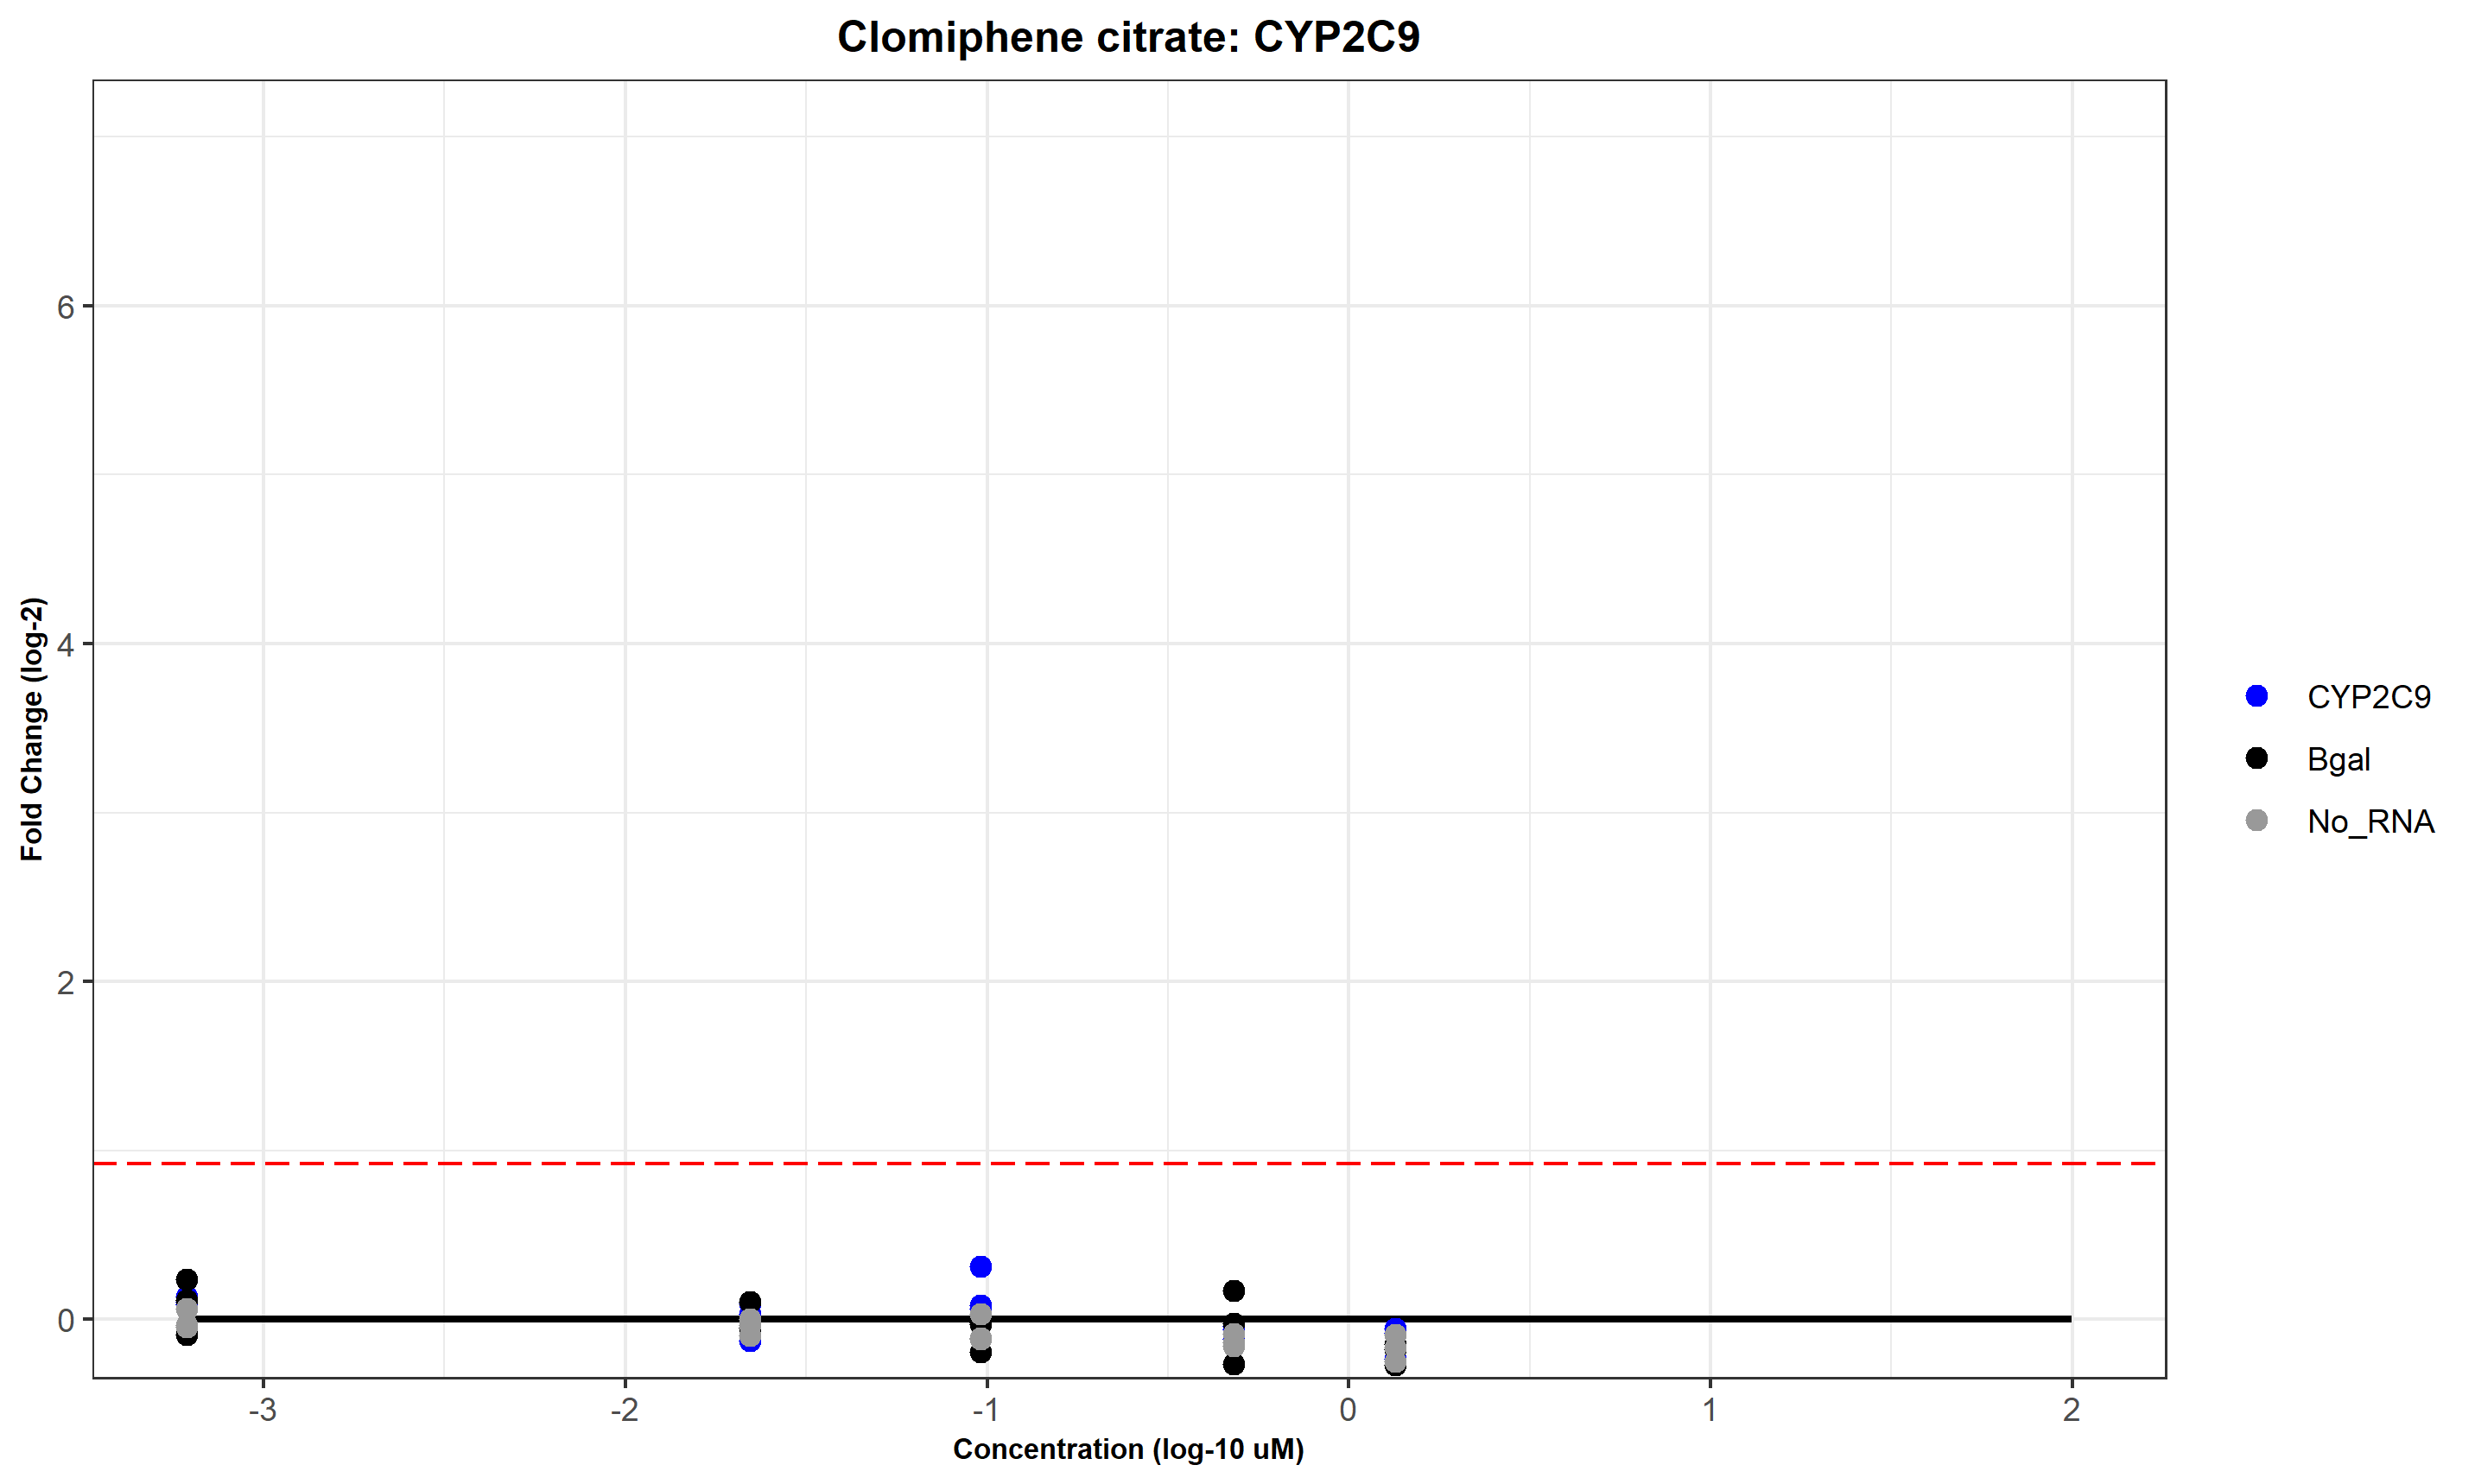 Clomiphene citrate: CYP2C9
Fold Change (log-2)
6
4
2
0
-3
-2
-1
0
1
2
Concentration (log-10 uM)
CYP2C9
Bgal
No_RNA